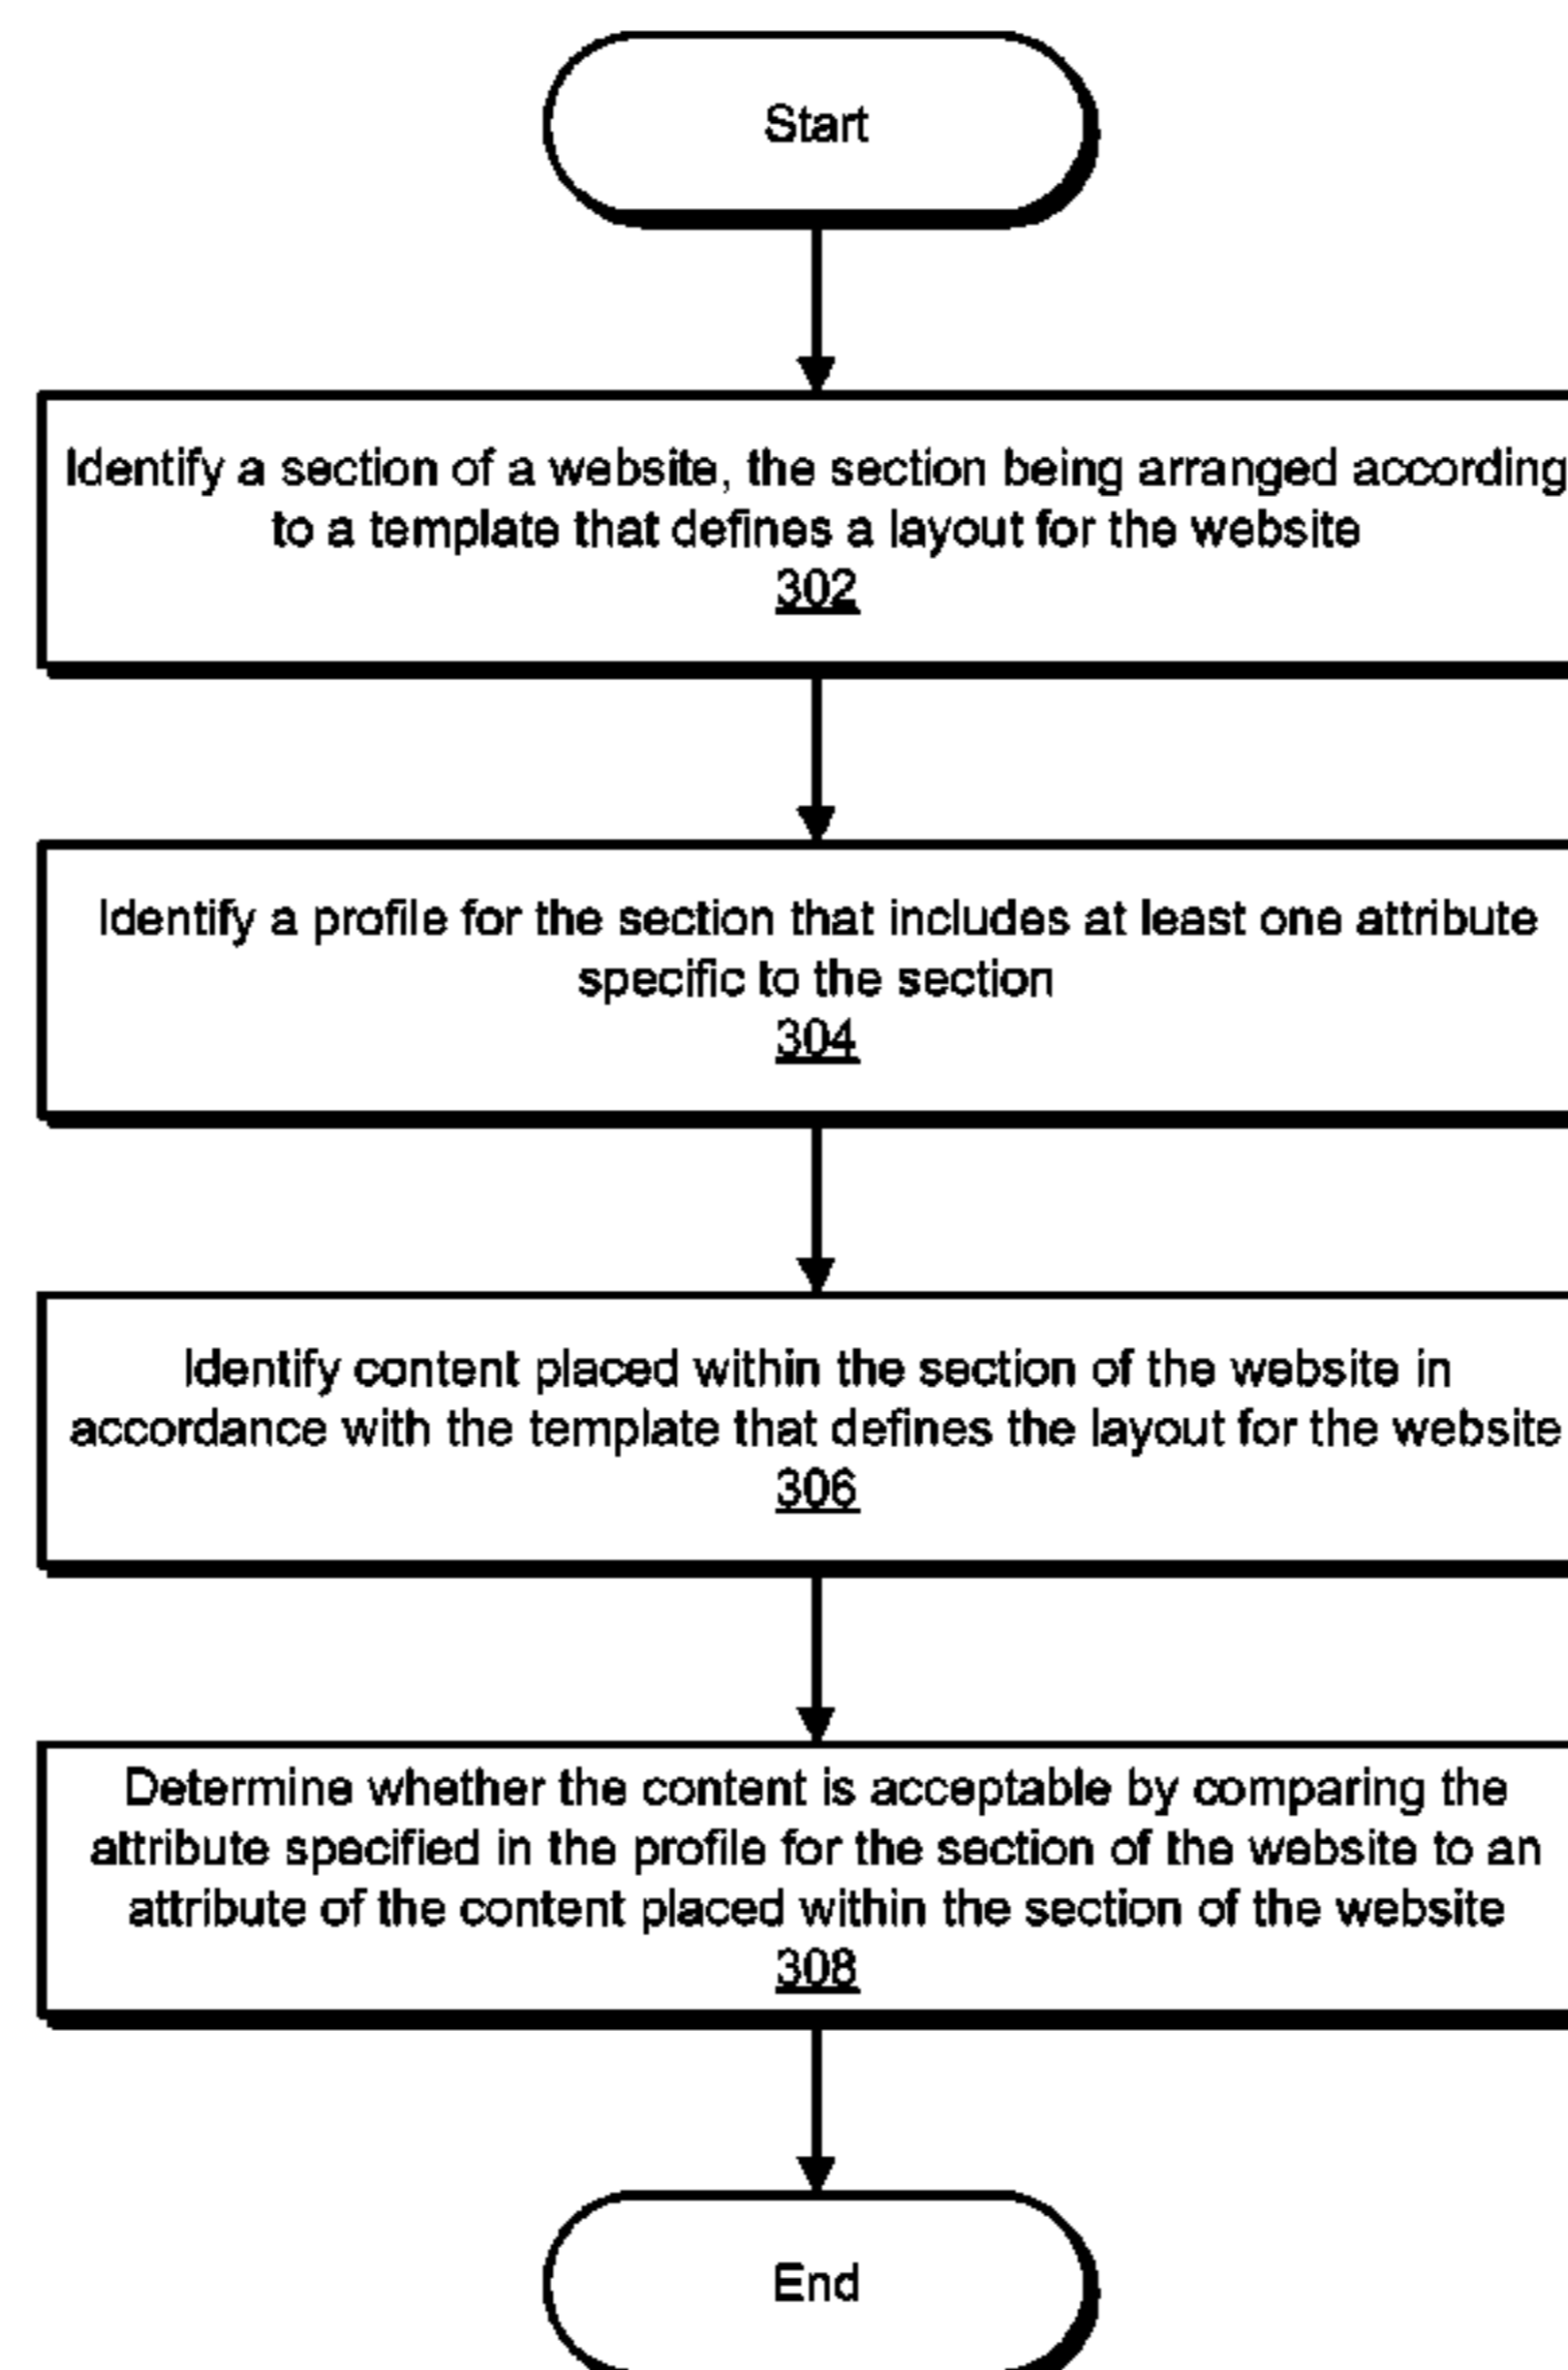 Start
Identify a section of a website, the section being arranged according
to a template that defines a layout for the website
302
Identify a profile for the section that includes at least one attribute
specific to the section
304
Identify content placed within the section of the website in
accordance with the template that defines the layout for the website
306
Determine whether the content is acceptable by comparing the
attribute specified in the profile for the section of the website to an
attribute of the content placed within the section of the website
308
End